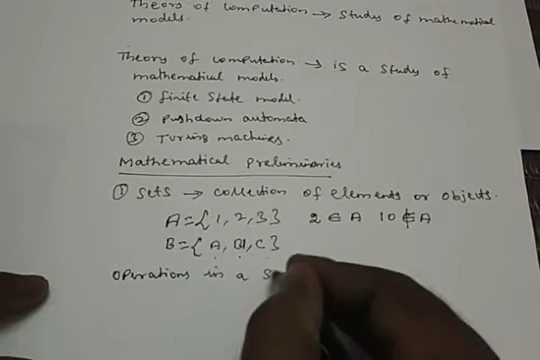 Theory of computation → study of mathematical
models.
Theory of computation → is a study of
mathematical models.
① finite state model.
② pushdown automata
③ Turing machines.
Mathematical Preliminaries
① sets → collection of elements or objects.
A={1,2,3} 2 ∈ A 10 ∉ A
B={A, B, C}
operations in a s